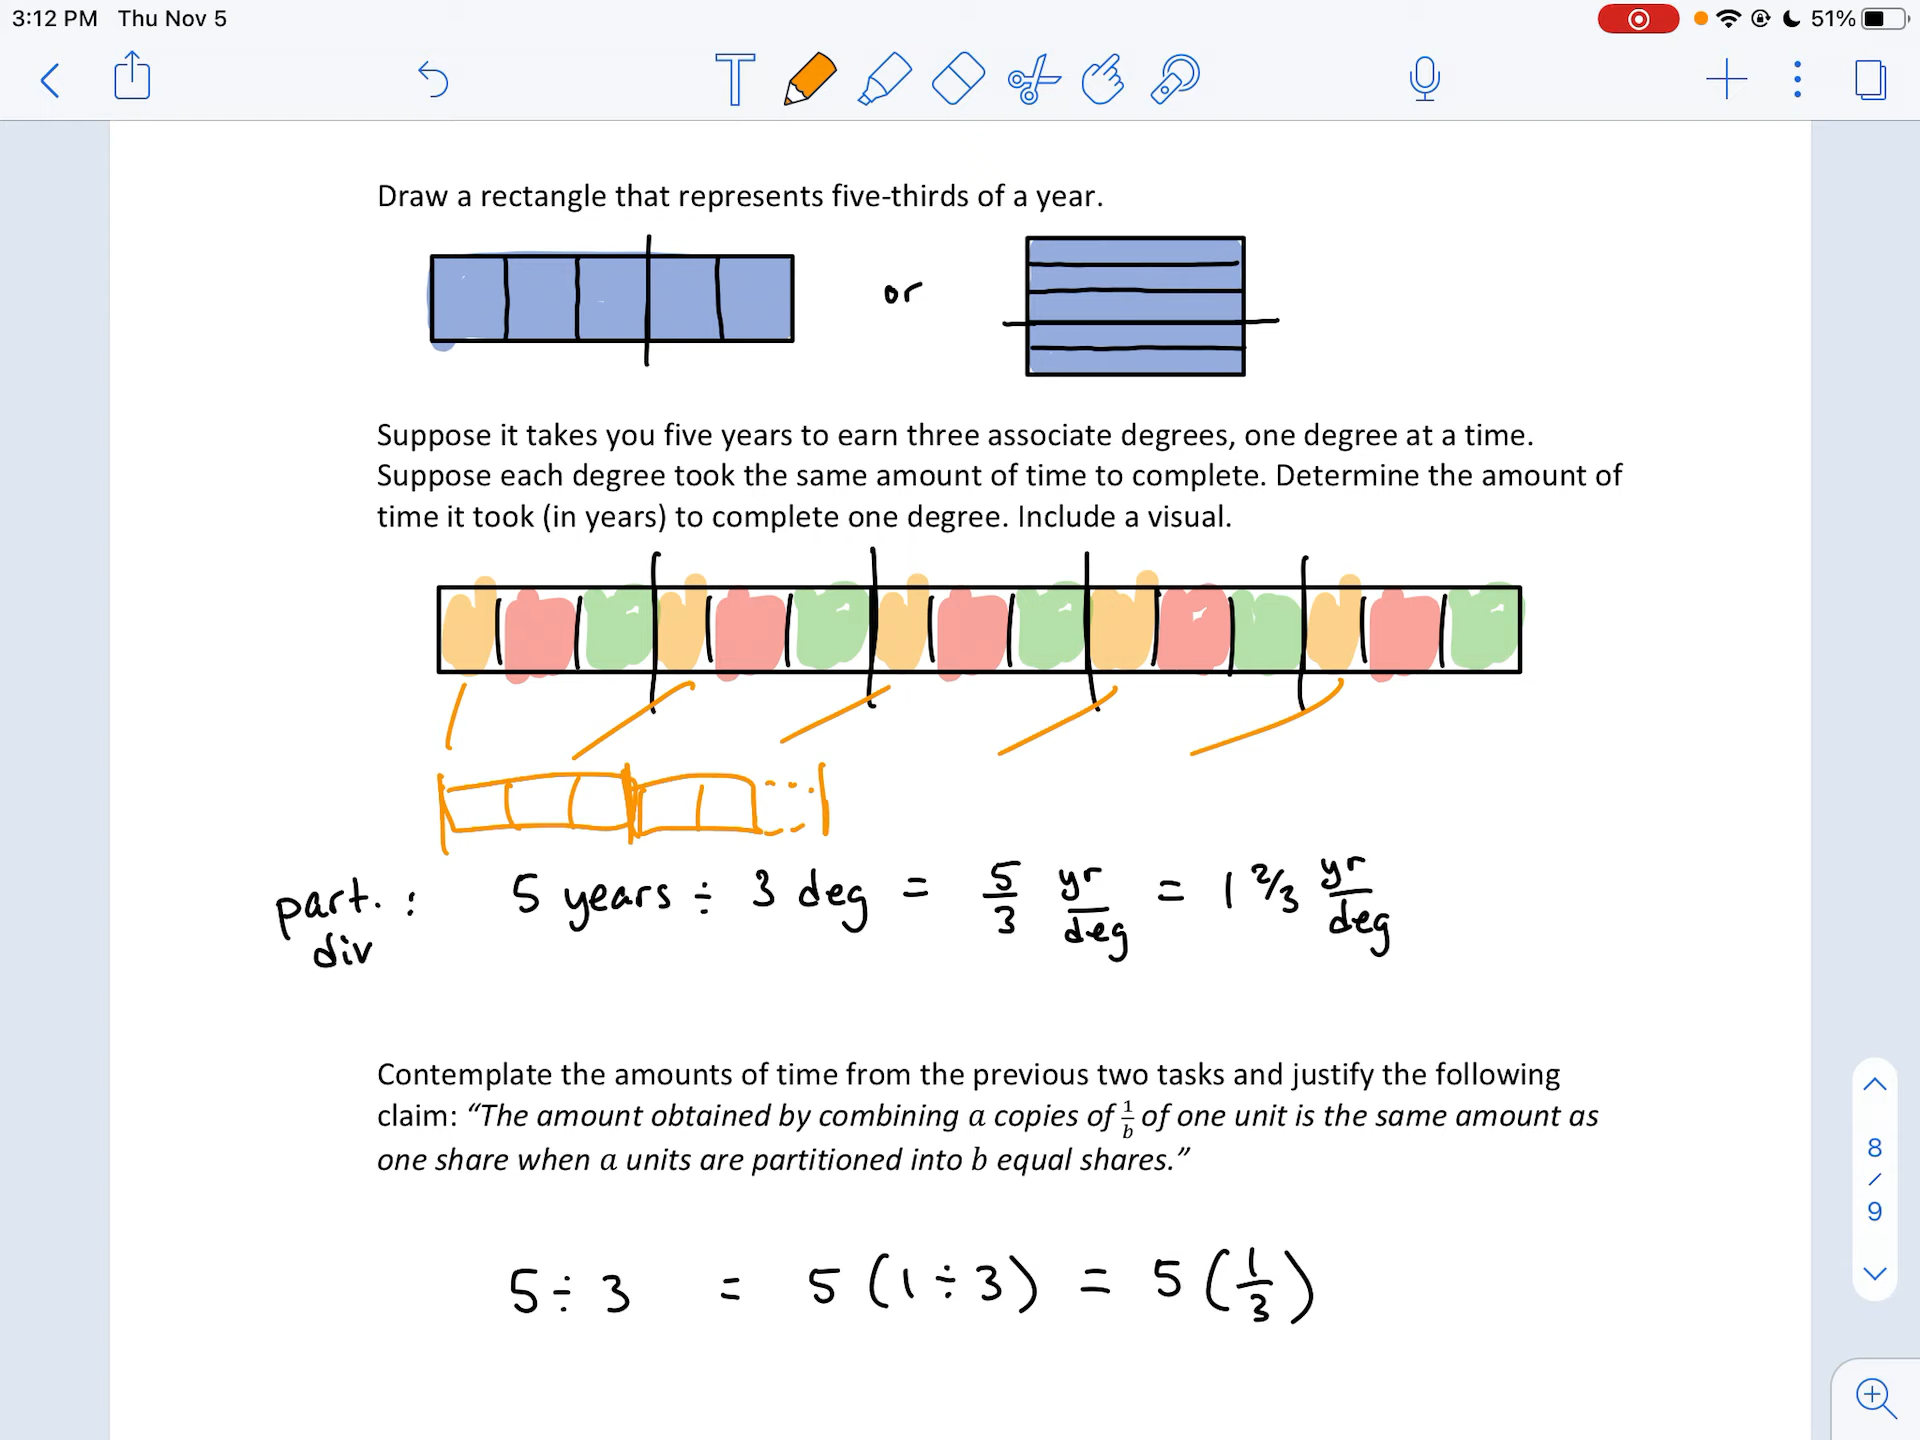 3:12 PM Thu Nov 5
51%
T
Draw a rectangle that represents five-thirds of a year.
or
Suppose it takes you five years to earn three associate degrees, one degree at a time.
Suppose each degree took the same amount of time to complete. Determine the amount of
time it took (in years) to complete one degree. Include a visual.
part. : 5 years ÷ 3 deg = 5/3 yr/deg = 1 2/3 yr/deg
div
Contemplate the amounts of time from the previous two tasks and justify the following
claim: “The amount obtained by combining a copies of 1/b of one unit is the same amount as
one share when a units are partitioned into b equal shares.”
8
/
9
5 ÷ 3 = 5 (1 ÷ 3) = 5 (1/3)